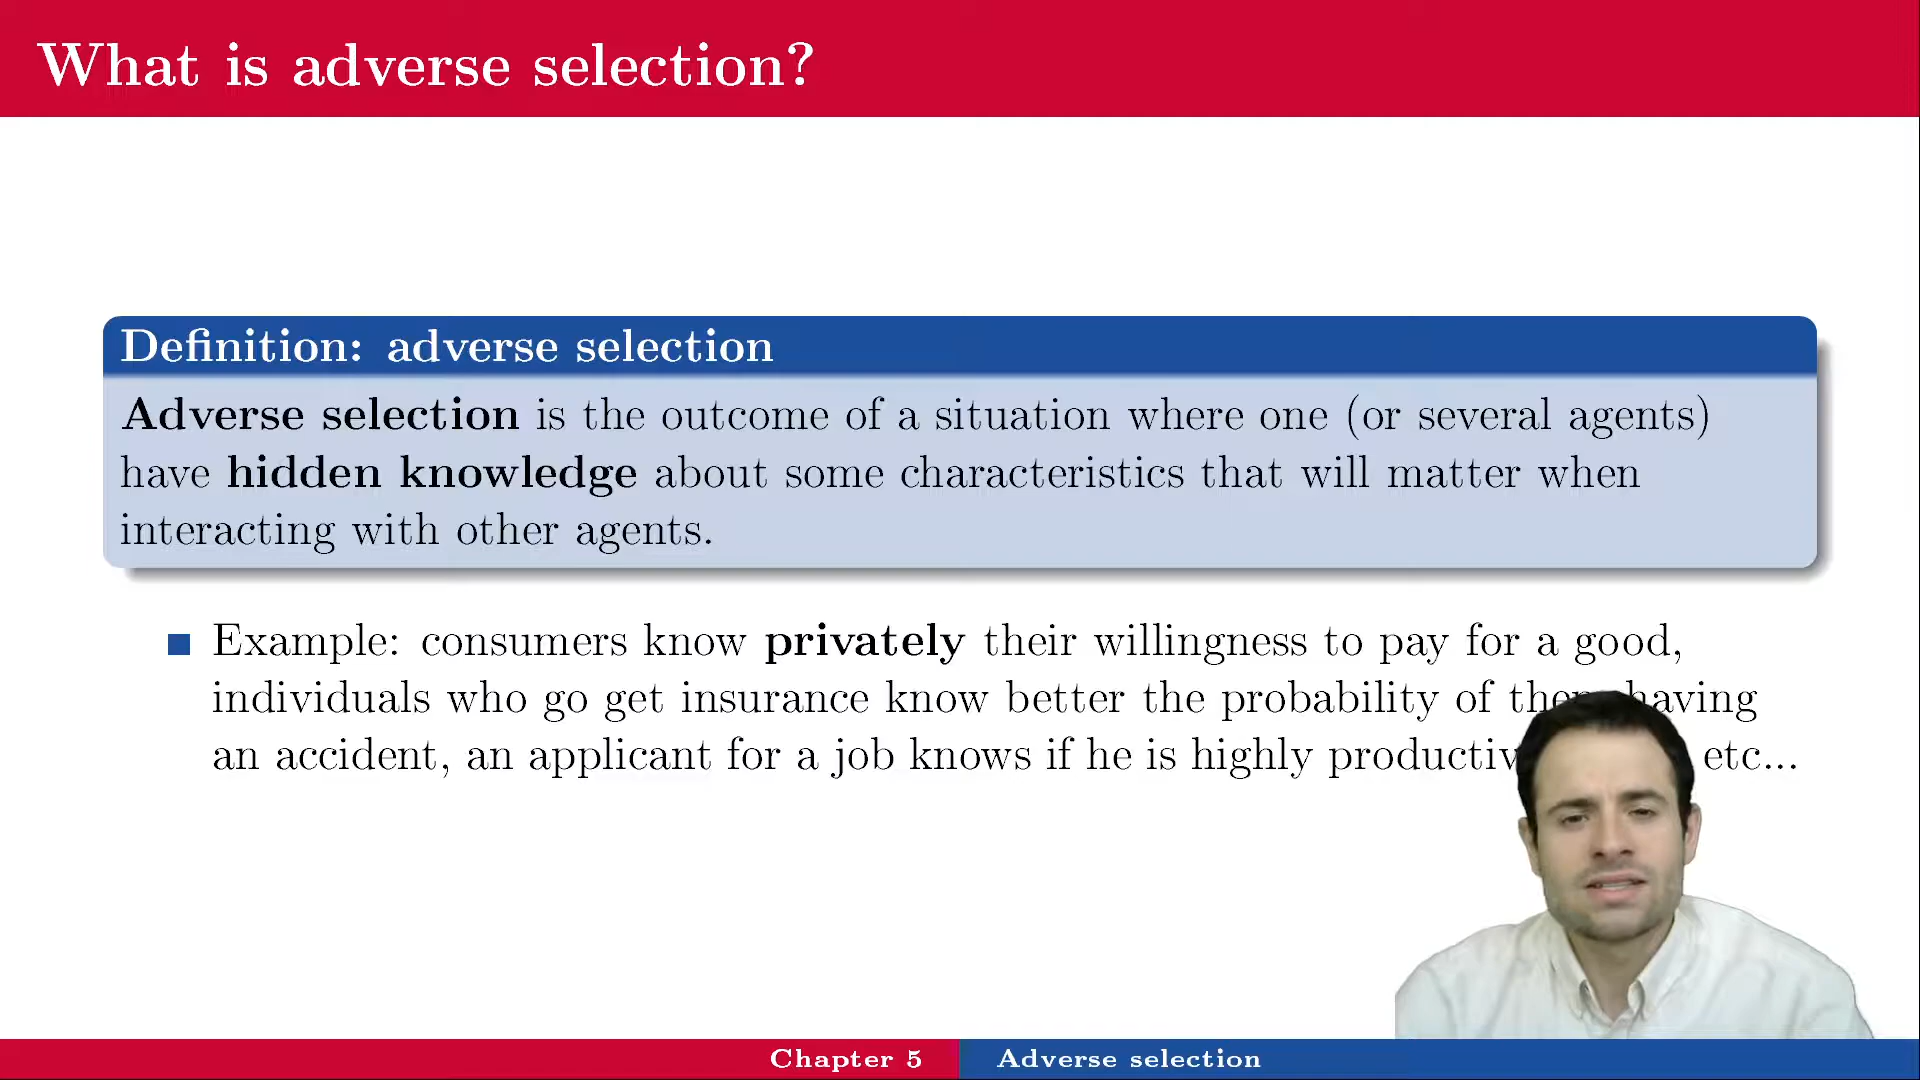 What is adverse selection?
Definition: adverse selection
Adverse selection is the outcome of a situation where one (or several agents)
have hidden knowledge about some characteristics that will matter when
interacting with other agents.
Example: consumers know privately their willingness to pay for a good,
individuals who go get insurance know better the probability of having
an accident, an applicant for a job knows if he is highly etc...
Chapter 5
Adverse selection